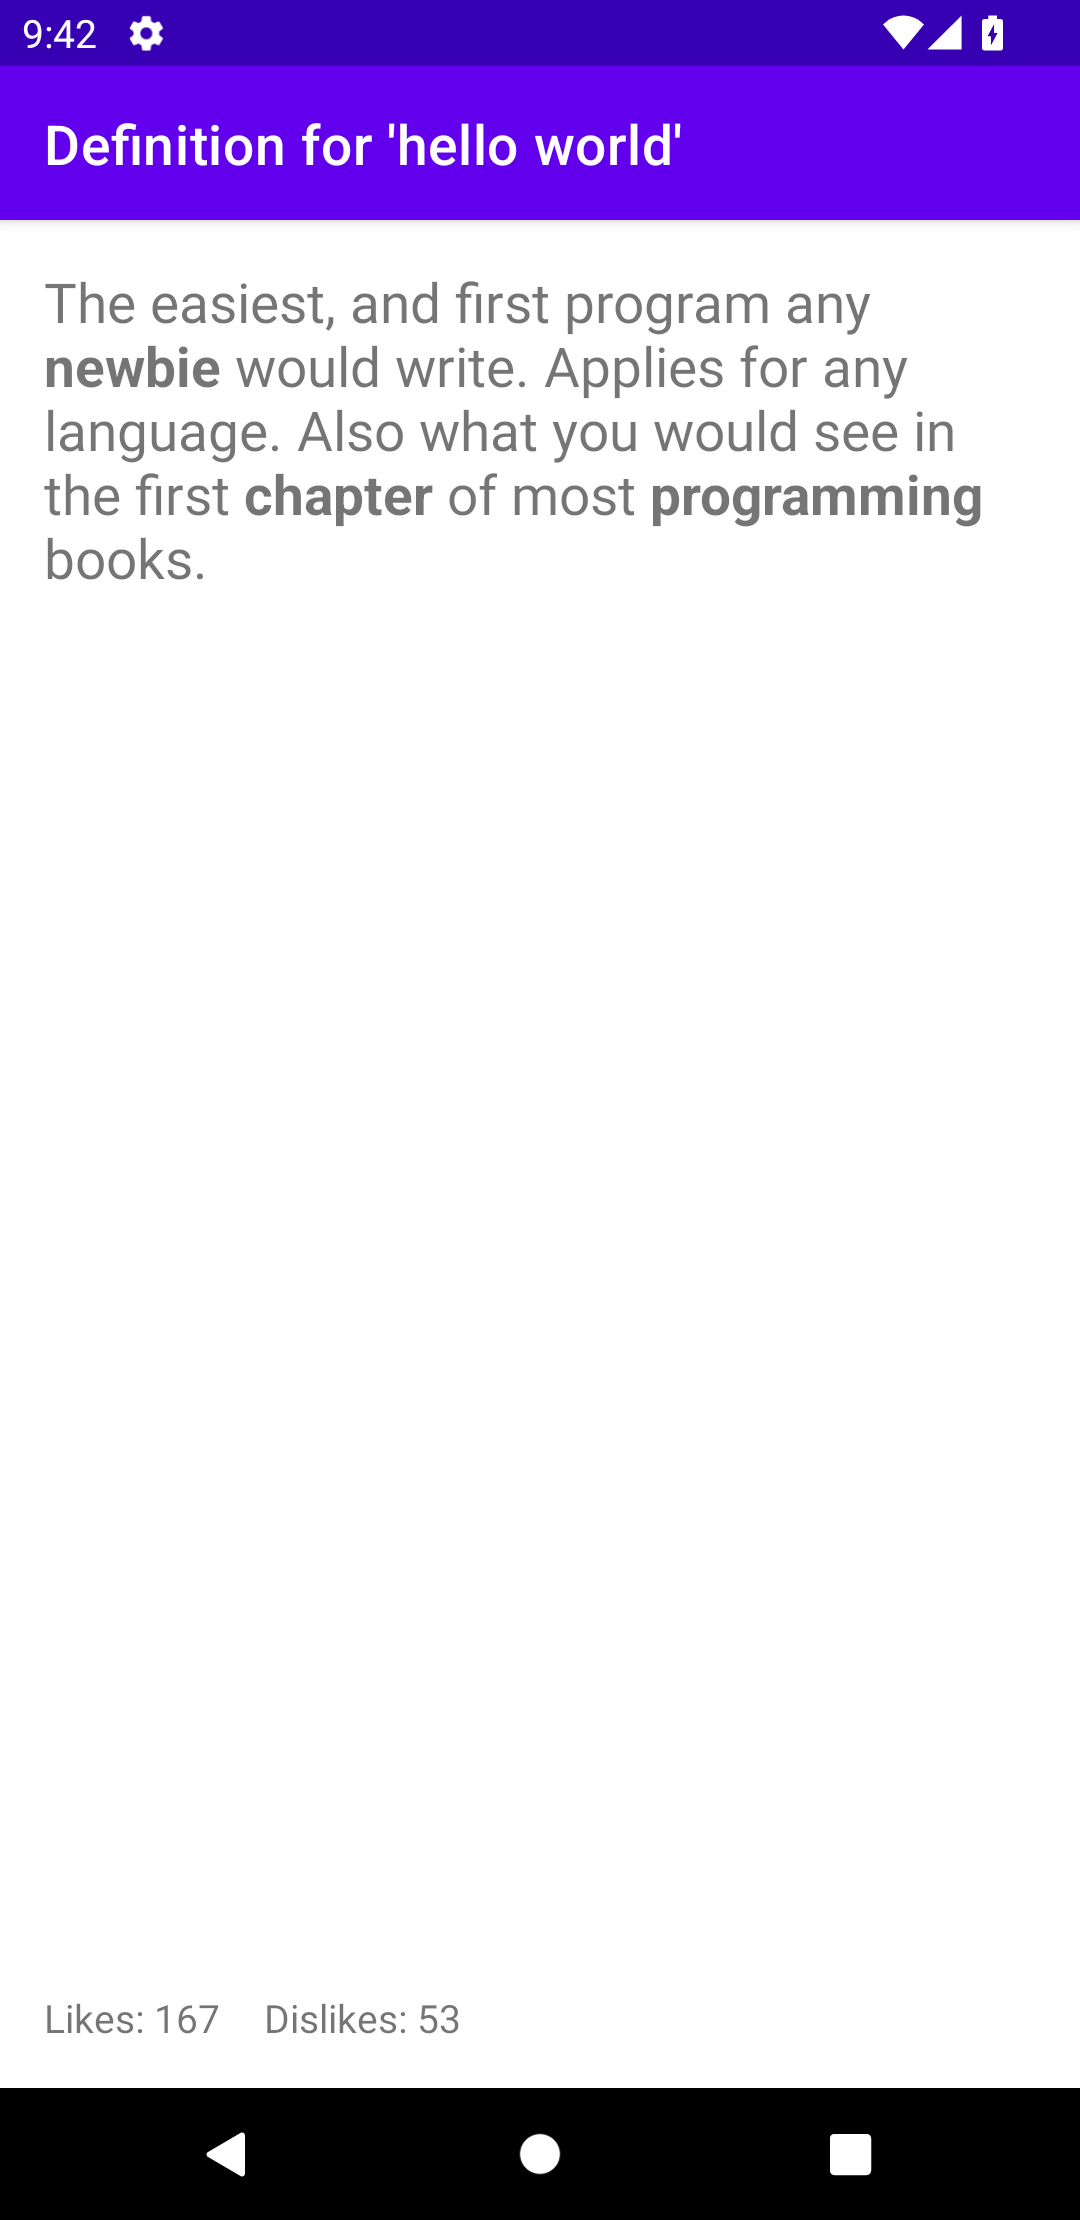 9:42
Definition for 'hello world'
The easiest, and first program any
newbie would write. Applies for any
language. Also what you would see in
the first chapter of most programming
books.
Likes: 167 Dislikes: 53